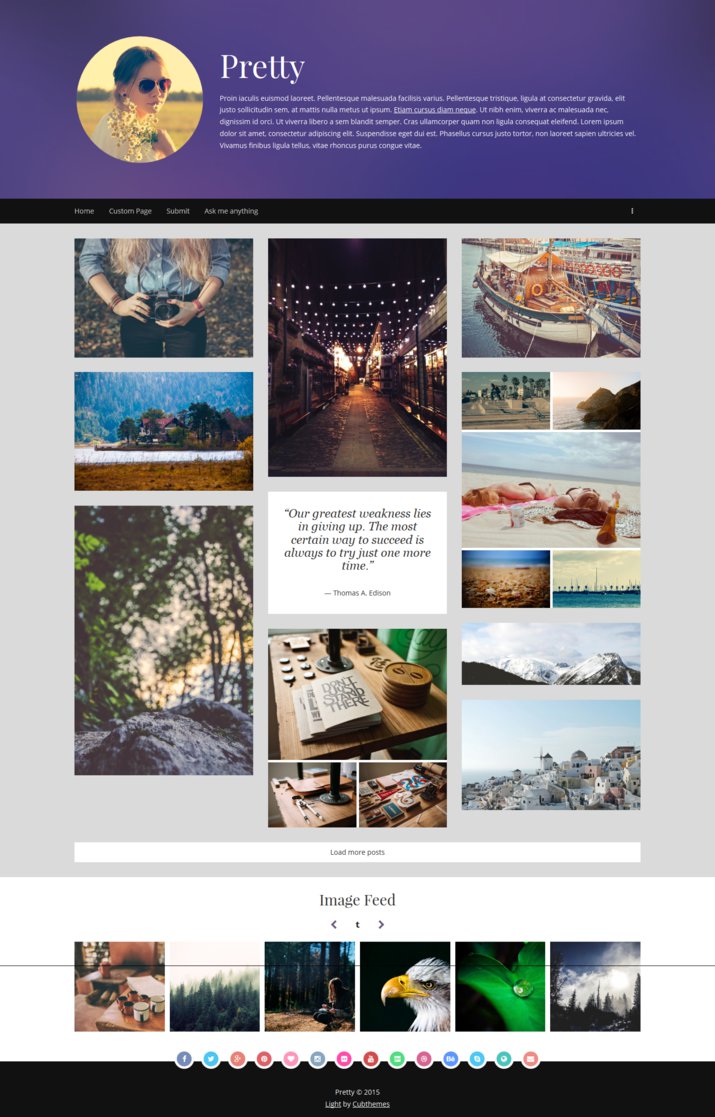 Pretty
Proin iaculis euismod laoreet. Pellentesque malesuada facilisis varius. Pellentesque tristique, ligula at consectetur gravida, elit
justo sollicitudin sem, at mattis nulla metus ut ipsum. Etiam cursus diam neque. Ut nibh enim, viverra ac malesuada nec,
dignissim id orci. Ut viverra libero a sem blandit semper. Cras ullamcorper quam non ligula consequat eleifend. Lorem ipsum
dolor sit amet, consectetur adipiscing elit. Suspendisse eget dui est. Phasellus cursus justo tortor, non laoreet sapien ultricies vel.
Vivamus finibus ligula tellus, vitae rhoncus purus congue vitae.
Home Custom Page Submit Ask me anything
“Our greatest weakness lies
in giving up. The most
certain way to succeed is
always to try just one more
time.”
— Thomas A. Edison
DON'T
JUST
STAND
THERE
Load more posts
Image Feed
t
Pretty © 2015
Light by Cubthemes